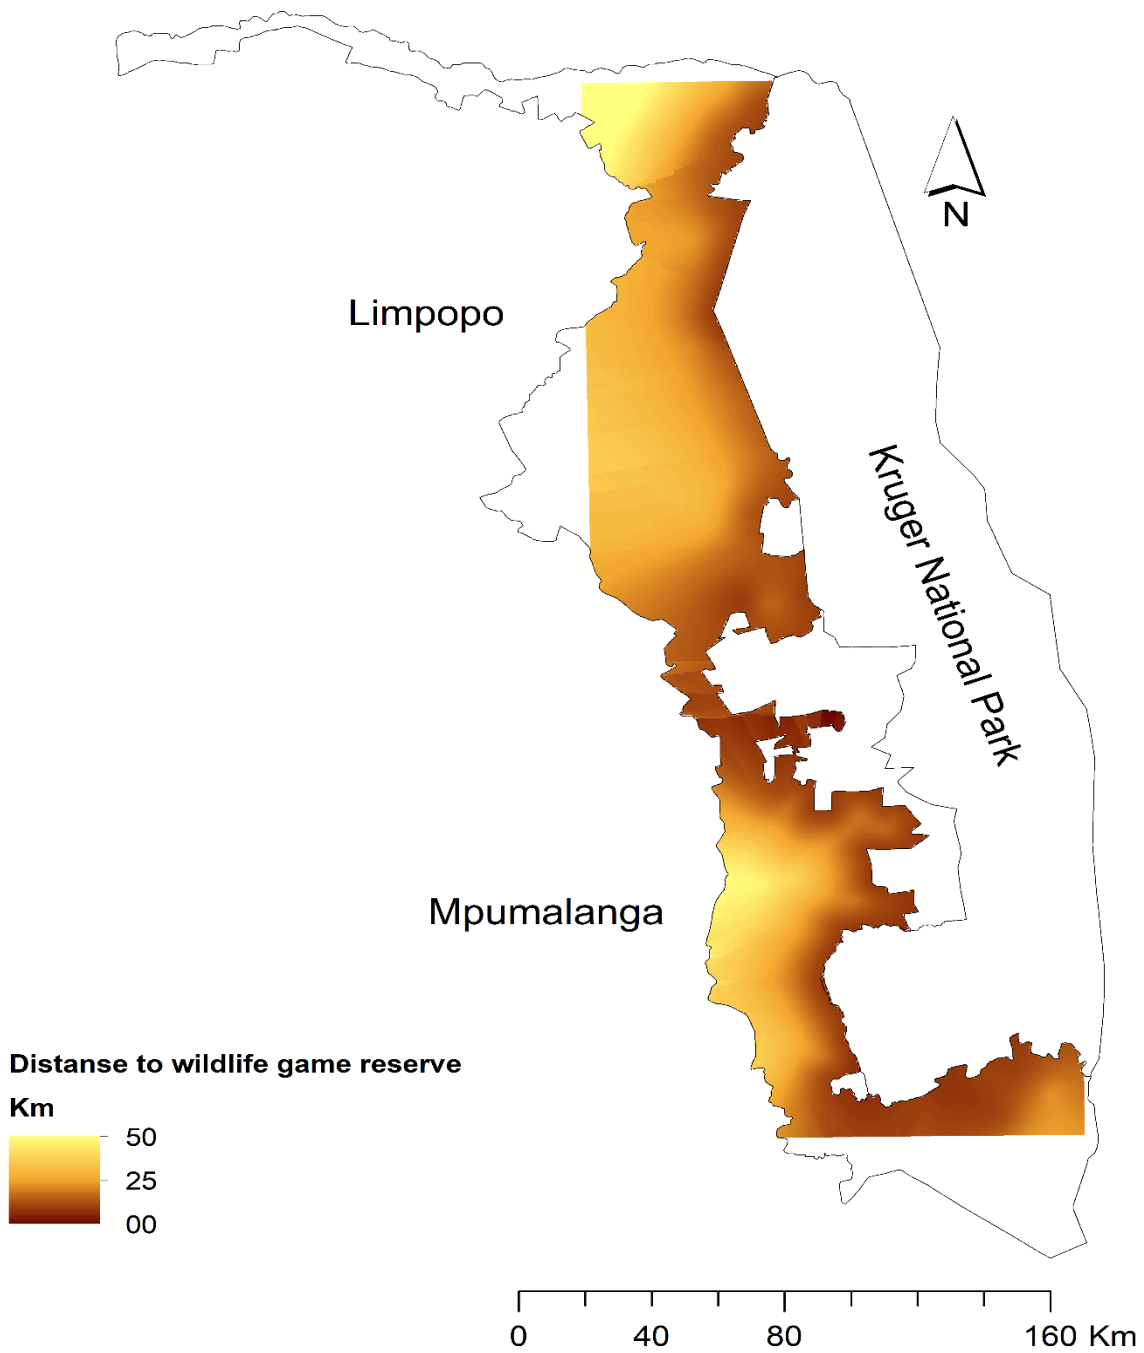 N
Limpopo
Kruger National Park
Mpumalanga
Distanse to wildlife game reserve
Km
50
25
00
0 40 80 160 Km